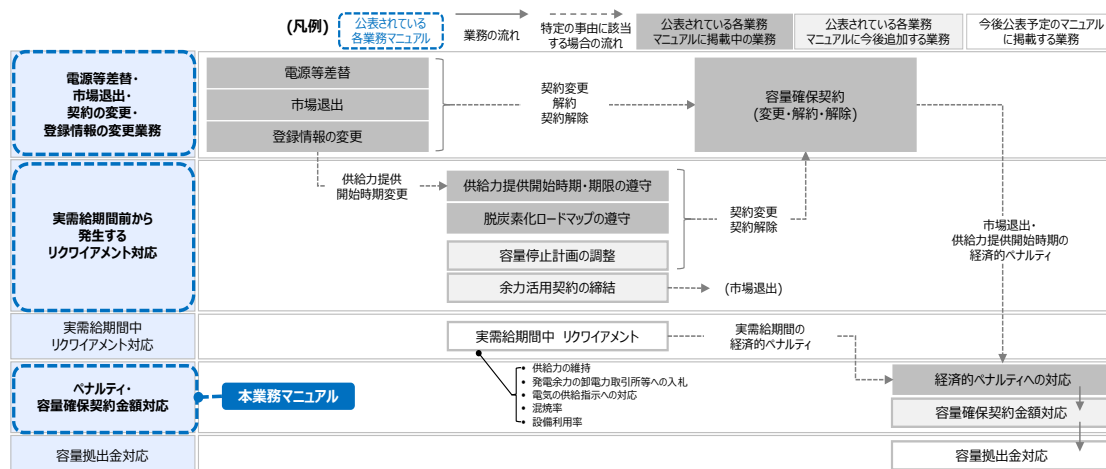 (凡例)
公表されている
各業務マニュアル
業務の流れ
特定の事由に該当
する場合の流れ
公表されている各業務
マニュアルに掲載中の業務
公表されている各業務
マニュアルに今後追加する業務
今後公表予定のマニュアル
に掲載する業務
電源等差替・
市場退出・
契約の変更・
登録情報の変更業務
電源等差替
市場退出
登録情報の変更
契約変更
解約
契約解除
容量確保契約
(変更・解約・解除)
実需給期間前から
発生する
リクワイアメント対応
供給力提供
開始時期変更
供給力提供開始時期・期限の遵守
脱炭素化ロードマップの遵守
容量停止計画の調整
余力活用契約の締結
契約変更
契約解除
(市場退出)
市場退出・
供給力提供開始時期の
経済的ペナルティ
実需給期間中
リクワイアメント対応
実需給期間中 リクワイアメント
実需給期間の
経済的ペナルティ
• 供給力の維持
• 発電余力の卸電力取引所等への入札
• 電気の供給指示への対応
• 混焼率
• 設備利用率
ペナルティ・
容量確保契約金額対応
本業務マニュアル
経済的ペナルティへの対応
容量確保契約金額対応
容量拠出金対応
容量拠出金対応